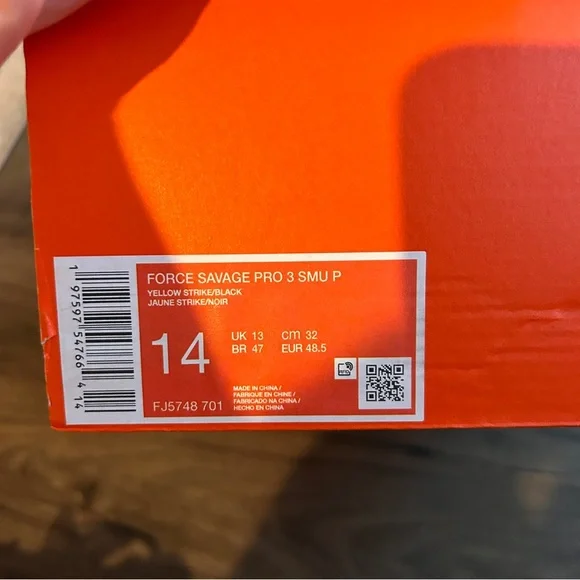 FORCE SAVAGE PRO 3 SMU P
YELLOW STRIKE/BLACK
JAUNE STRIKE/NOIR
14
UK 13 cm 32
BR 47 EUR 48.5
FJ5748 701
MADE IN CHINA /
FABRIQUE EN CHINE /
FABRICADO NA CHINA /
HECHO EN CHINA
1 97597 54766 4 14